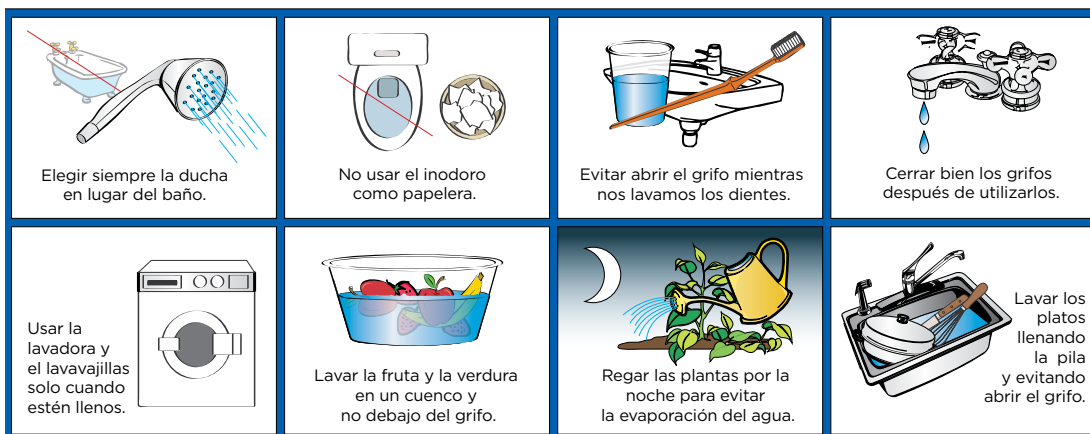 Elegir siempre la ducha
en lugar del baño.
No usar el inodoro
como papelera.
Evitar abrir el grifo mientras
nos lavamos los dientes.
Cerrar bien los grifos
después de utilizarlos.
Usar la
lavadora y
el lavavajillas
solo cuando
estén llenos.
Lavar la fruta y la verdura
en un cuenco y
no debajo del grifo.
Regar las plantas por la
noche para evitar
la evaporación del agua.
Lavar los
platos
llenando
la pila
y evitando
abrir el grifo.